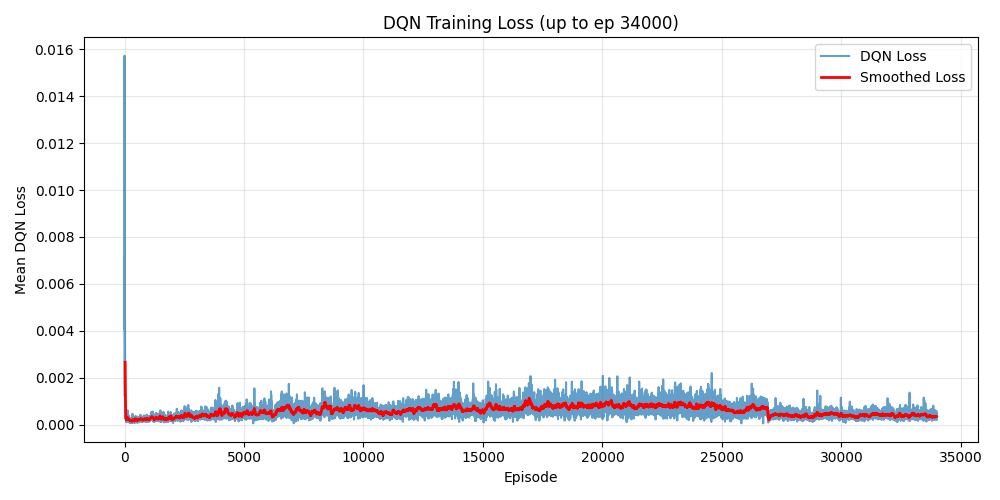 DQN Training Loss (up to ep 34000)
DQN Loss
Smoothed Loss
Mean DQN Loss
0.016
0.014
0.012
0.010
0.008
0.006
0.004
0.002
0.000
0 5000 10000 15000 20000 25000 30000 35000
Episode